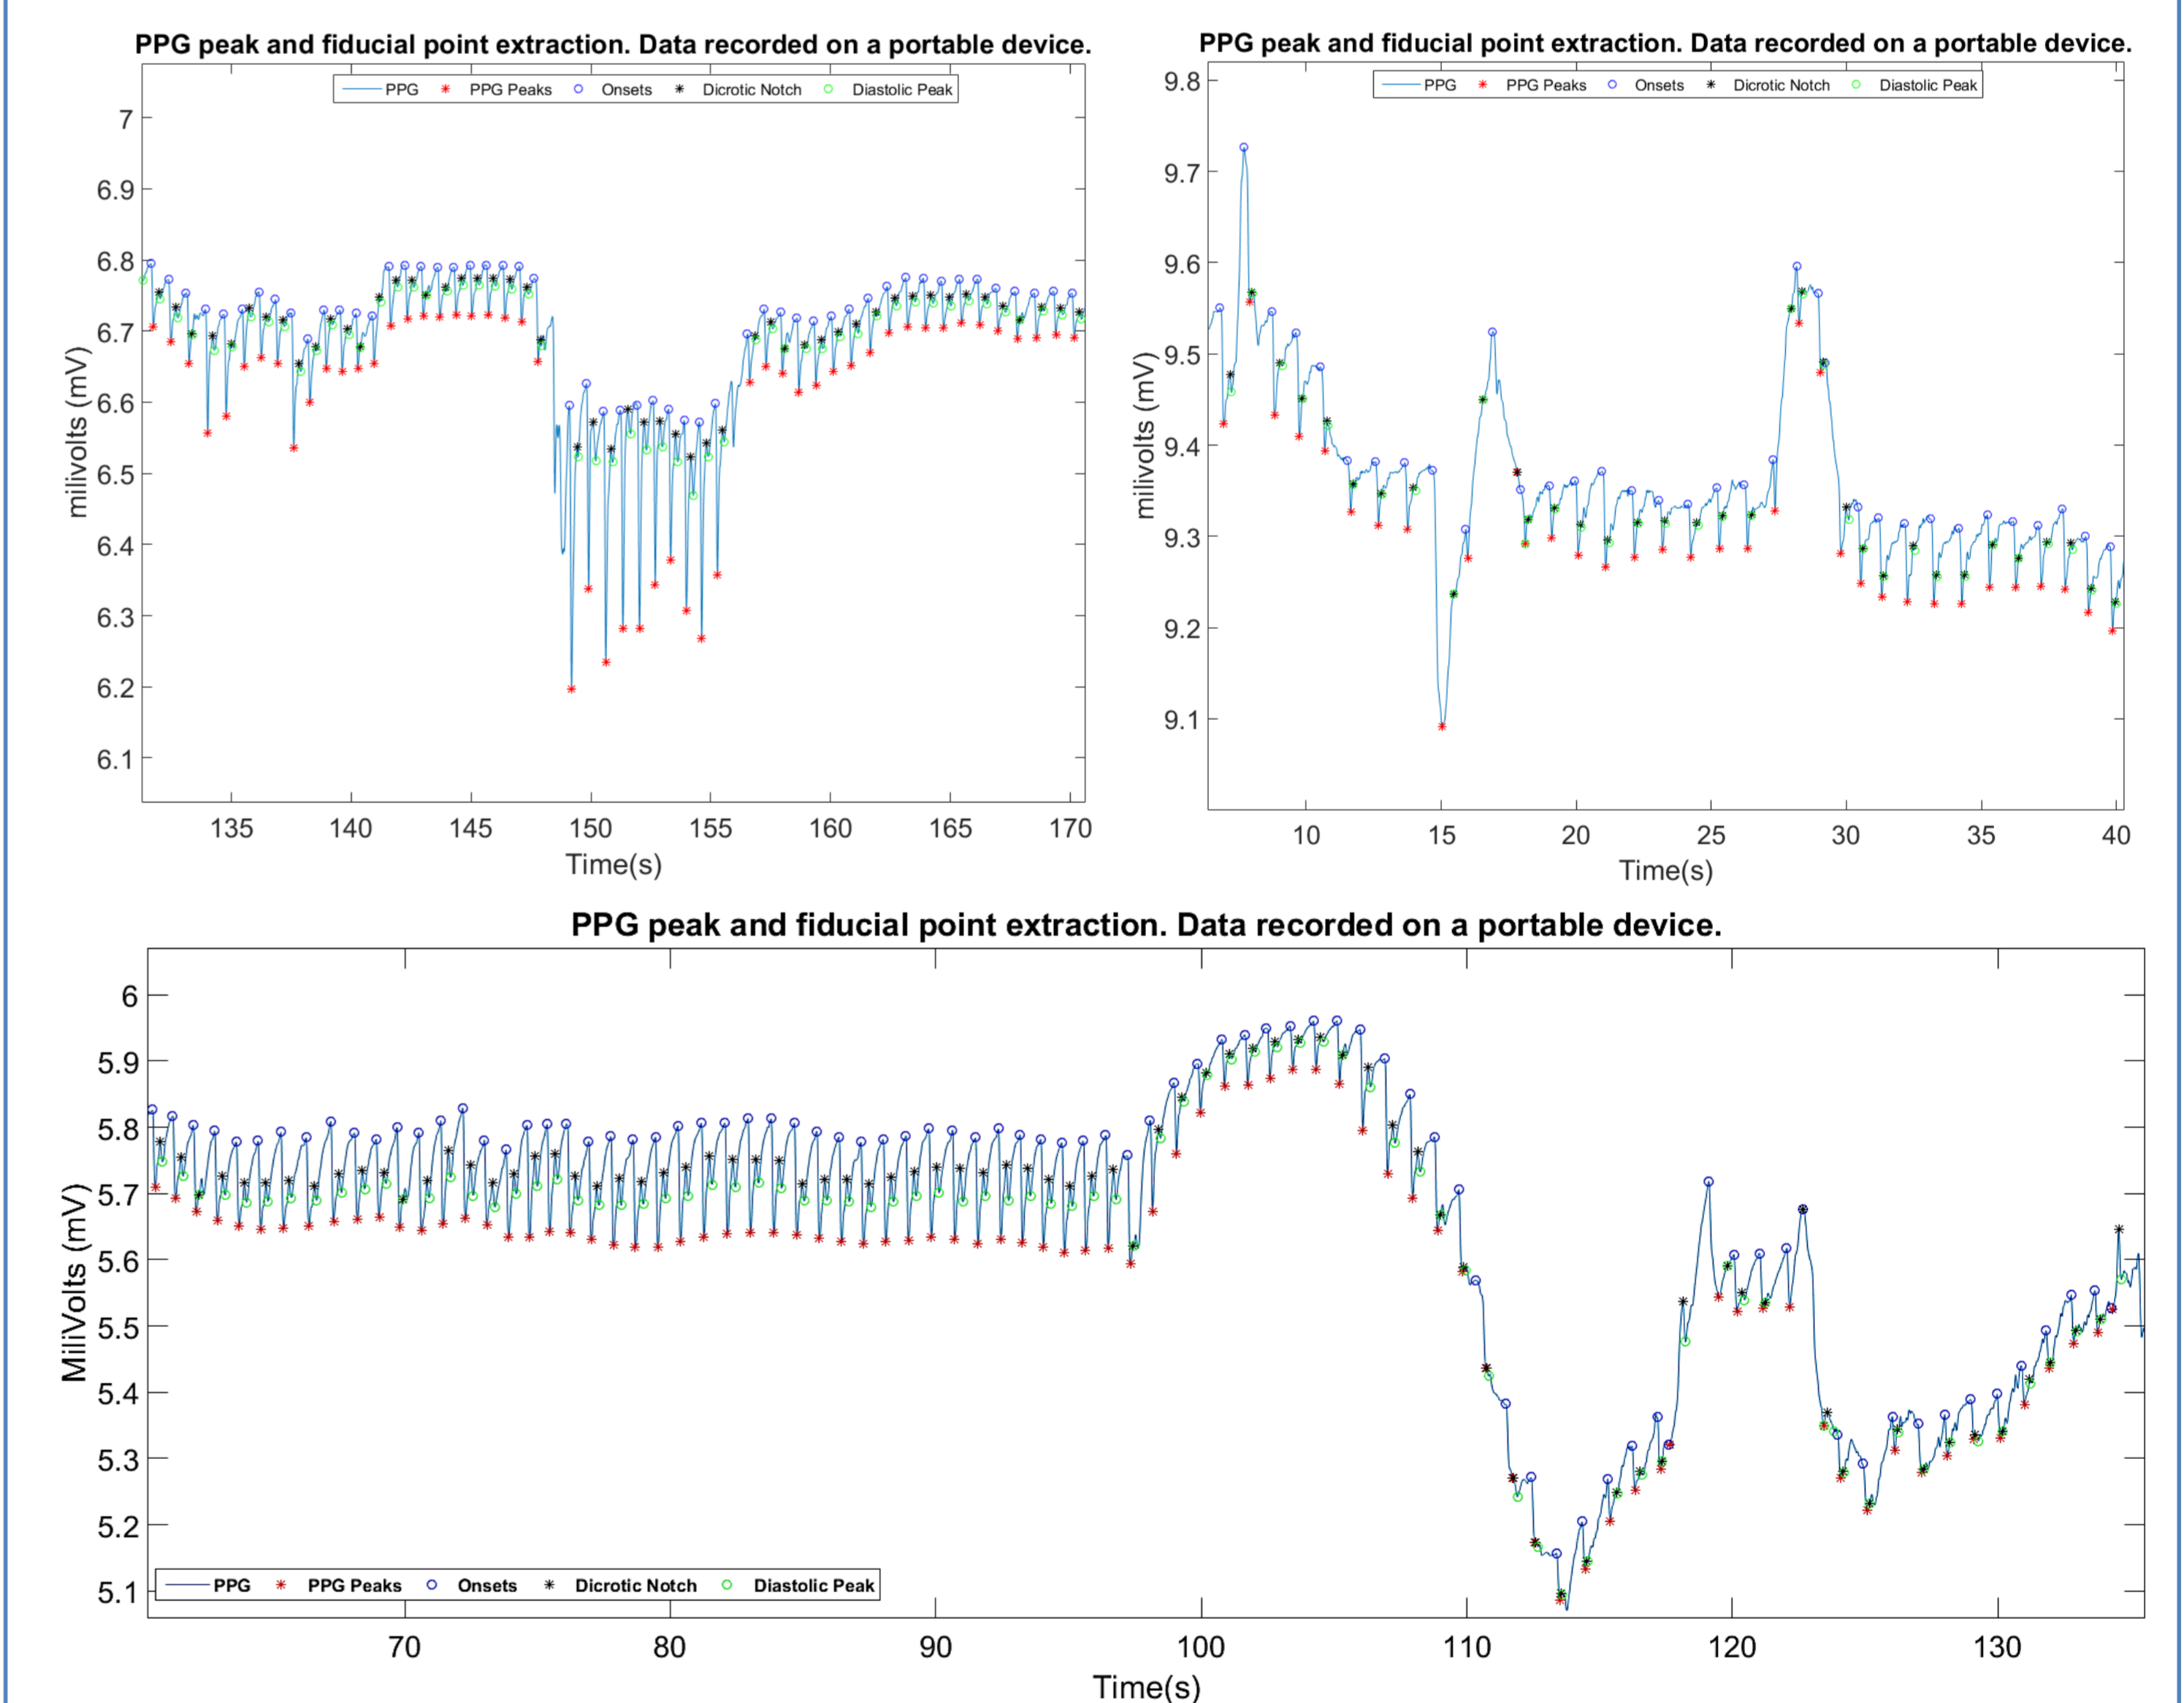 PPG peak and fiducial point extraction. Data recorded on a portable device.
PPG PPG Peaks Onsets Dicrotic Notch Diastolic Peak
7
6.9
6.8
6.7
6.6
6.5
6.4
6.3
6.2
6.1
milivolts (mV)
135 140 145 150 155 160 165 170
Time(s)
PPG peak and fiducial point extraction. Data recorded on a portable device.
PPG PPG Peaks Onsets Dicrotic Notch Diastolic Peak
9.8
9.7
9.6
9.5
9.4
9.3
9.2
9.1
milivolts (mV)
10 15 20 25 30 35 40
Time(s)
PPG peak and fiducial point extraction. Data recorded on a portable device.
6
5.9
5.8
5.7
5.6
5.5
5.4
5.3
5.2
5.1
MiliVolts (mV)
PPG PPG Peaks Onsets Dicrotic Notch Diastolic Peak
70 80 90 100 110 120 130
Time(s)